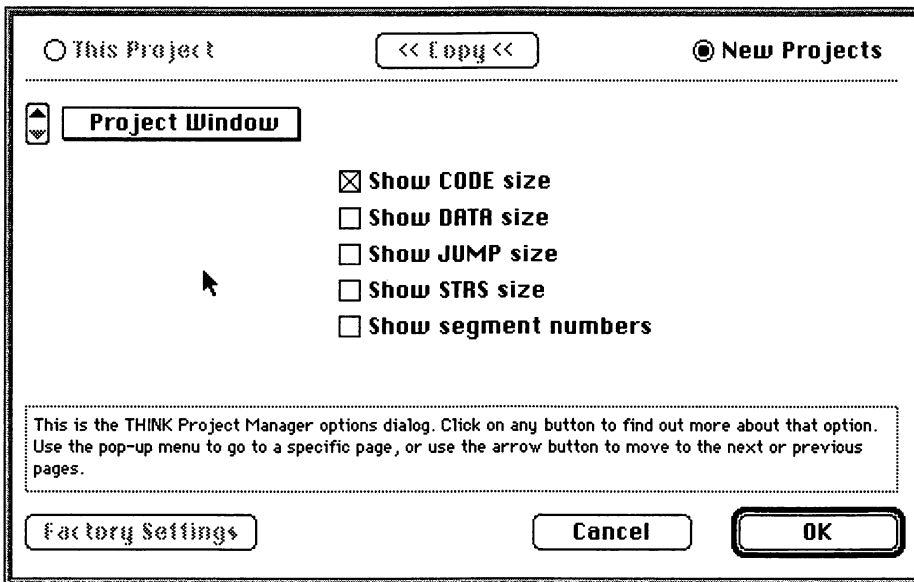 This Project
<< Copy <<
New Projects
Project Window
Show CODE size
Show DATA size
Show JUMP size
Show STRS size
Show segment numbers
This is the THINK Project Manager options dialog. Click on any button to find out more about that option.
Use the pop-up menu to go to a specific page, or use the arrow button to move to the next or previous
pages.
Factory Settings
Cancel
OK